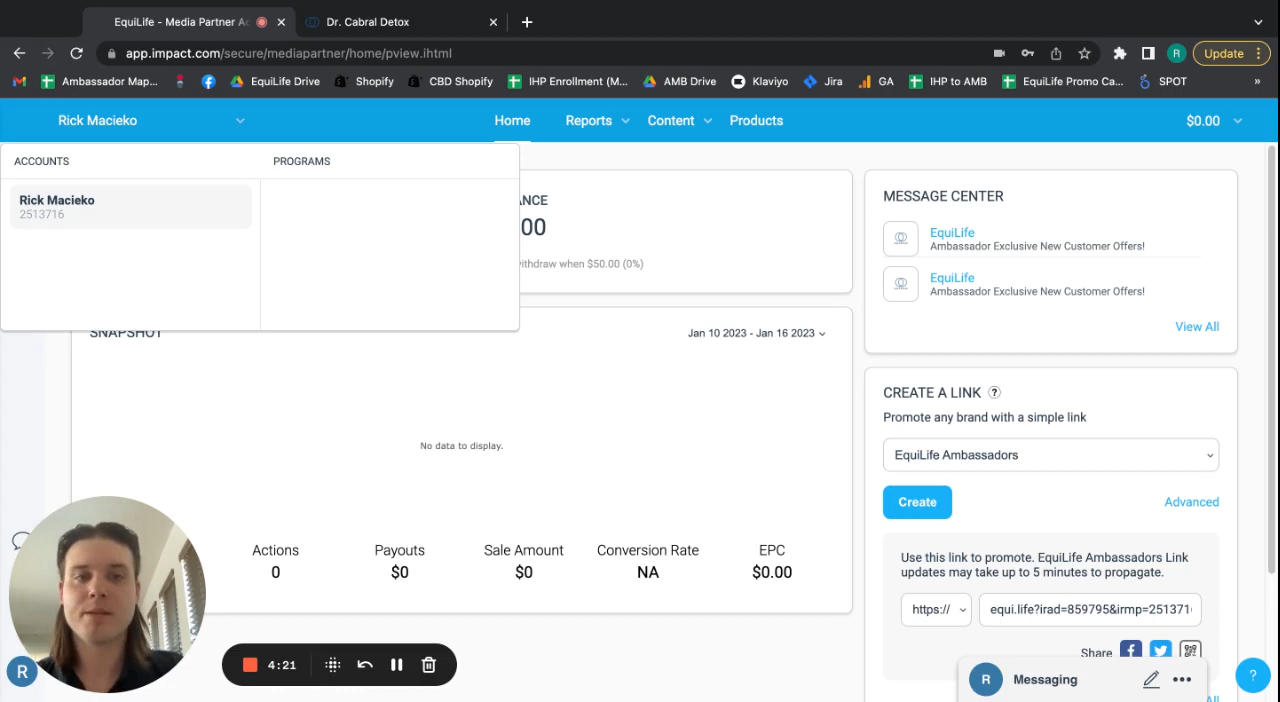 EquiLife - Media Partner Ac
Dr. Cabral Detox
app.impact.com/secure/mediapartner/home/pview.ihtml
R
Update
Ambassador Map...
EquiLife Drive
Shopify
CBD Shopify
IHP Enrollment (M...
AMB Drive
Klaviyo
Jira
GA
IHP to AMB
EquiLife Promo Ca...
SPOT
»
Rick Macieko
Home
Reports
Content
Products
$0.00
ACCOUNTS
PROGRAMS
Rick Macieko
2513716
ANCE
00
ithdraw when $50.00 (0%)
SNAPSHOT
Jan 10 2023 - Jan 16 2023
No data to display.
Actions
0
Payouts
$0
Sale Amount
$0
Conversion Rate
NA
EPC
$0.00
MESSAGE CENTER
EquiLife
Ambassador Exclusive New Customer Offers!
EquiLife
Ambassador Exclusive New Customer Offers!
View All
CREATE A LINK ?
Promote any brand with a simple link
EquiLife Ambassadors
Create
Advanced
Use this link to promote. EquiLife Ambassadors Link
updates may take up to 5 minutes to propagate.
https://
equi.life?irad=859795&irmp=251371
Share
R
4:21
R
Messaging
?
All